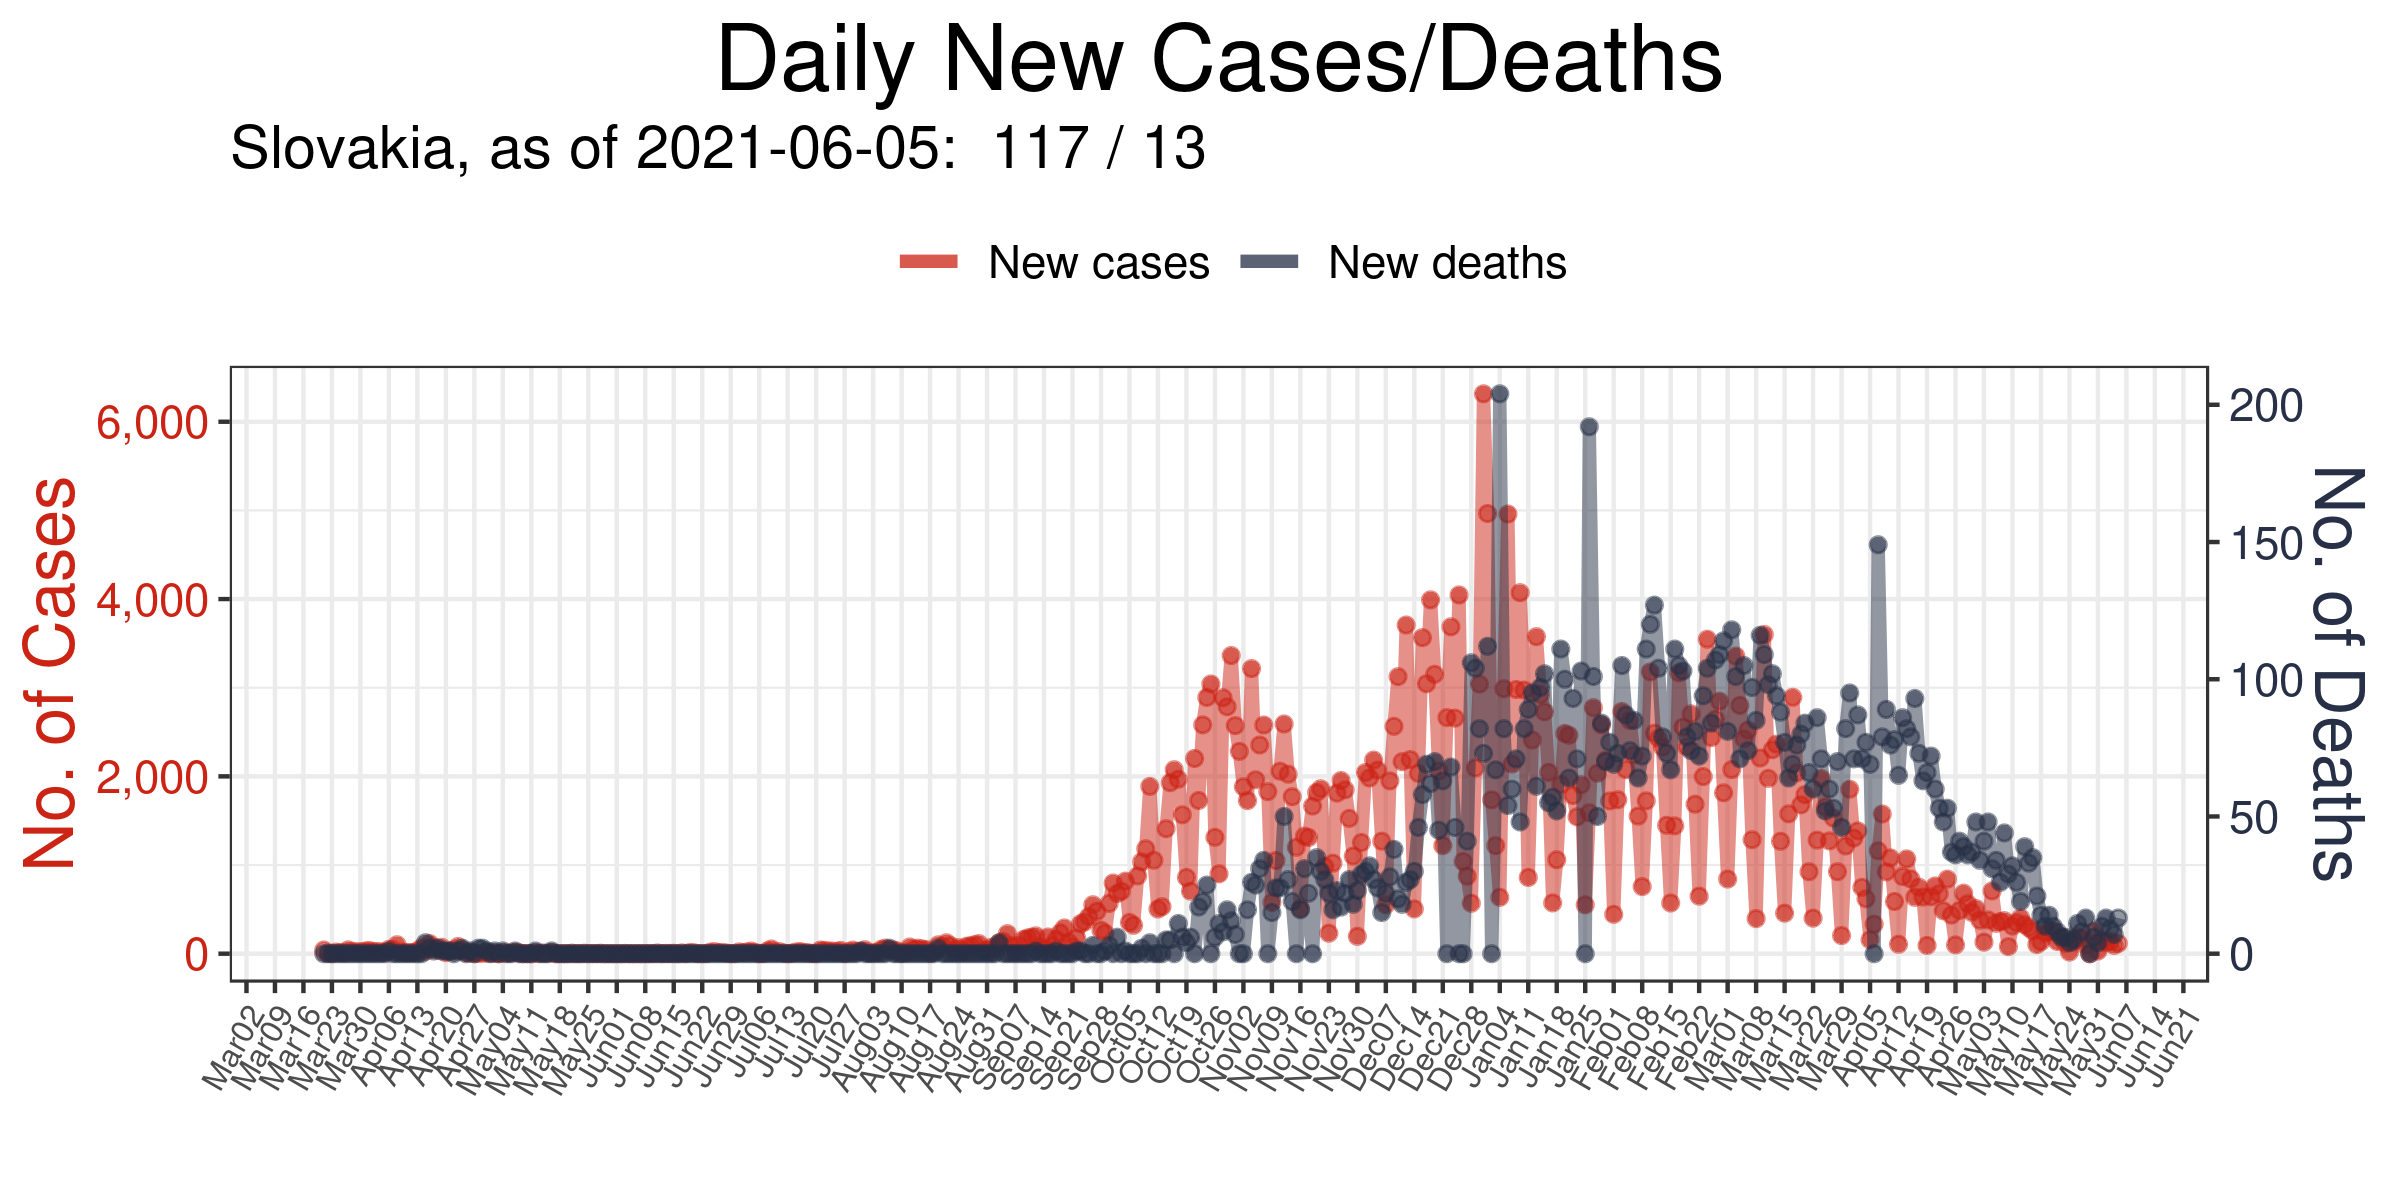 Daily New Cases/Deaths
Slovakia, as of 2021-06-05:  117 / 13
New cases
New deaths
No. of Cases
6,000
4,000
2,000
0
200
150
100
50
0
No. of Deaths
Mar02
Mar09
Mar16
Mar23
Mar30
Apr06
Apr13
Apr20
Apr27
May04
May11
May18
May25
Jun01
Jun08
Jun15
Jun22
Jun29
Jul06
Jul13
Jul20
Jul27
Aug03
Aug10
Aug17
Aug24
Aug31
Sep07
Sep14
Sep21
Sep28
Oct05
Oct12
Oct19
Oct26
Nov02
Nov09
Nov16
Nov23
Nov30
Dec07
Dec14
Dec21
Dec28
Jan04
Jan11
Jan18
Jan25
Feb01
Feb08
Feb15
Feb22
Mar01
Mar08
Mar15
Mar22
Mar29
Apr05
Apr12
Apr19
Apr26
May03
May10
May17
May24
May31
Jun07
Jun14
Jun21